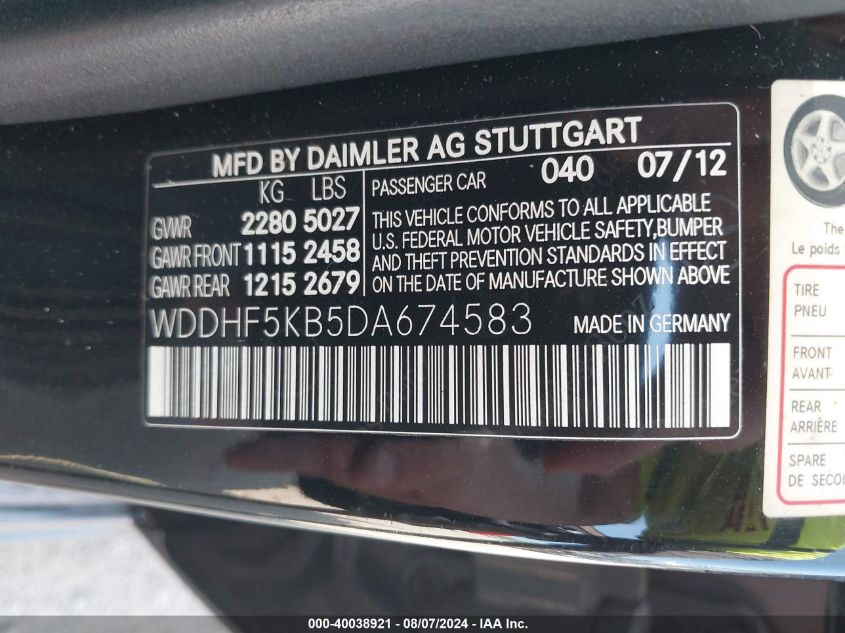 MFD BY DAIMLER AG STUTTGART
KG LBS
GVWR 2280 5027
GAWR FRONT 1115 2458
GAWR REAR 1215 2679
PASSENGER CAR 040 07/12
THIS VEHICLE CONFORMS TO ALL APPLICABLE
U.S. FEDERAL MOTOR VEHICLE SAFETY,BUMPER
AND THEFT PREVENTION STANDARDS IN EFFECT
ON THE DATE OF MANUFACTURE SHOWN ABOVE
WDDHF5KB5DA674583 MADE IN GERMANY
The
Le poids
TIRE
PNEU
FRONT
AVANT
REAR
ARRIÈRE
SPARE
DE SECOU
000-40038921 - 08/07/2024 - IAA Inc.